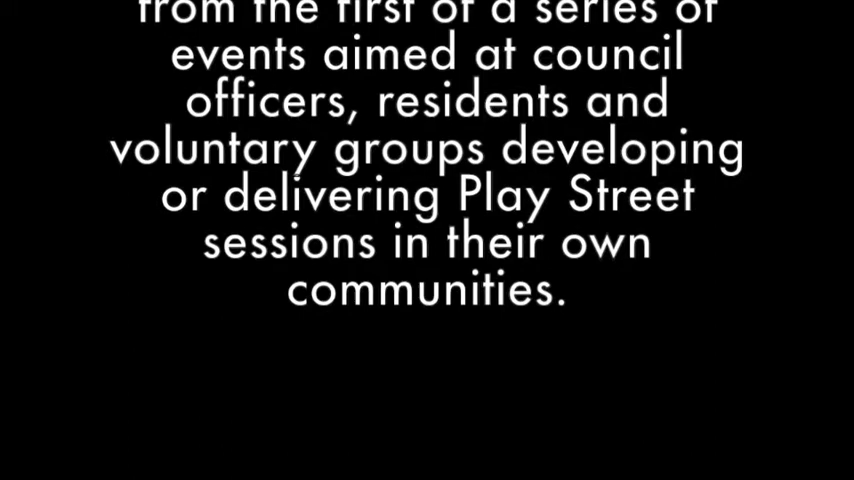 from the first of a series of
events aimed at council
officers, residents and
voluntary groups developing
or delivering Play Street
sessions in their own
communities.